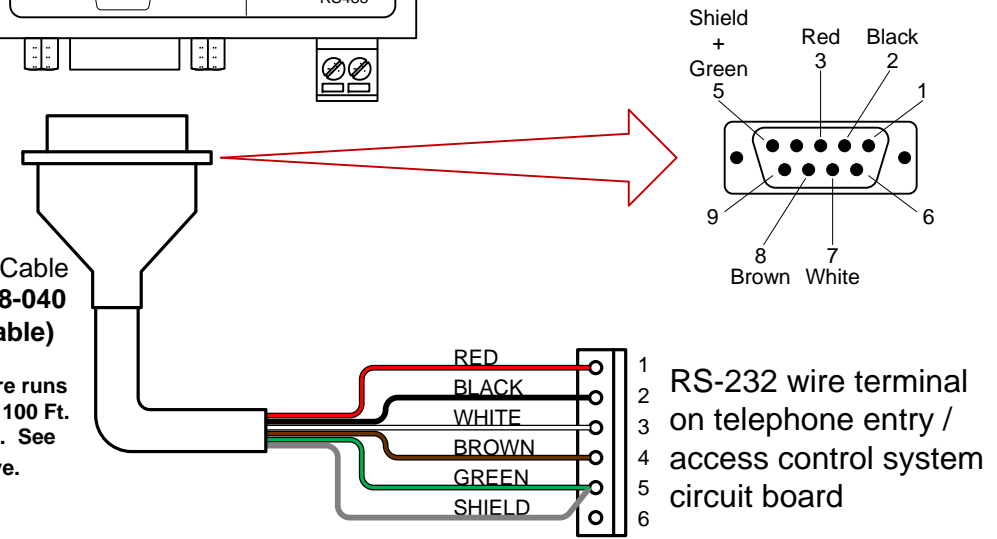 Shield
+
Green
5
Red
3
Black
2
1
9
6
8
Brown
7
White
Cable
8-040
able)
re runs
100 Ft.
. See
ve.
RED
BLACK
WHITE
BROWN
GREEN
SHIELD
1
2
3
4
5
6
RS-232 wire terminal
on telephone entry /
access control system
circuit board